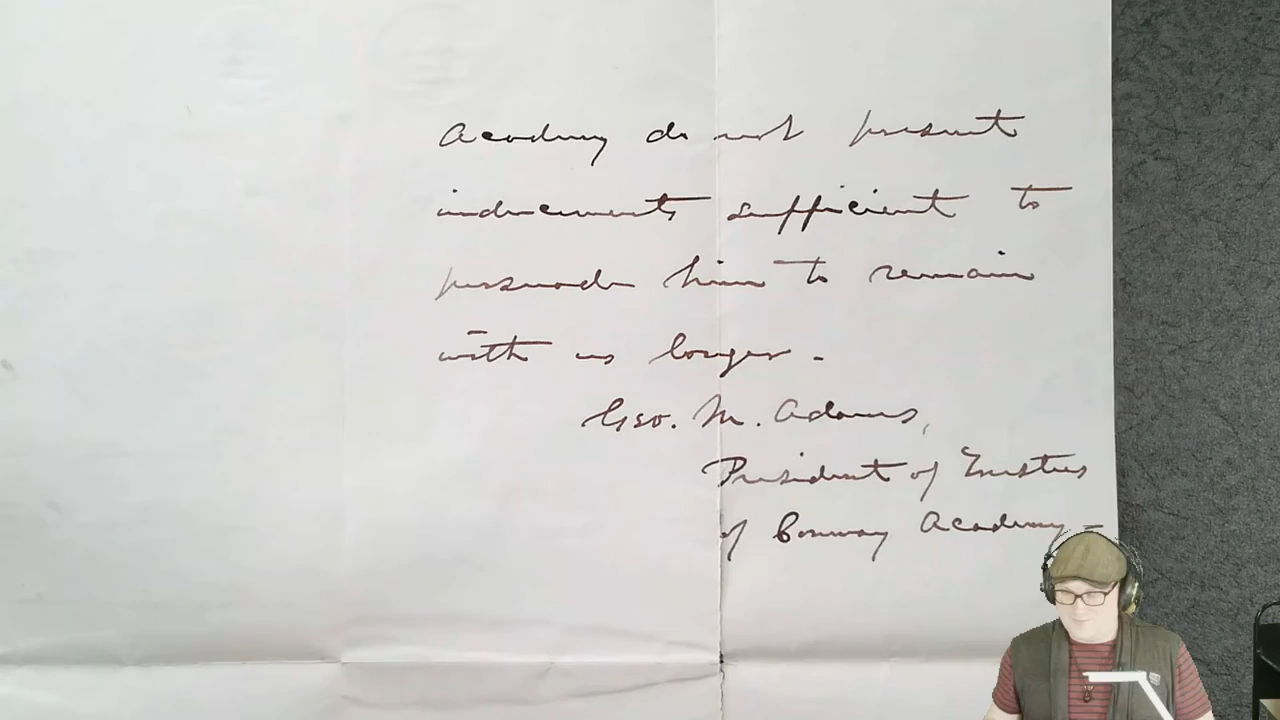 Academy do not present
inducements sufficient to
persuade him to remain
with us longer.
Geo. M. Adams,
President of Trustees
of Conway Academy